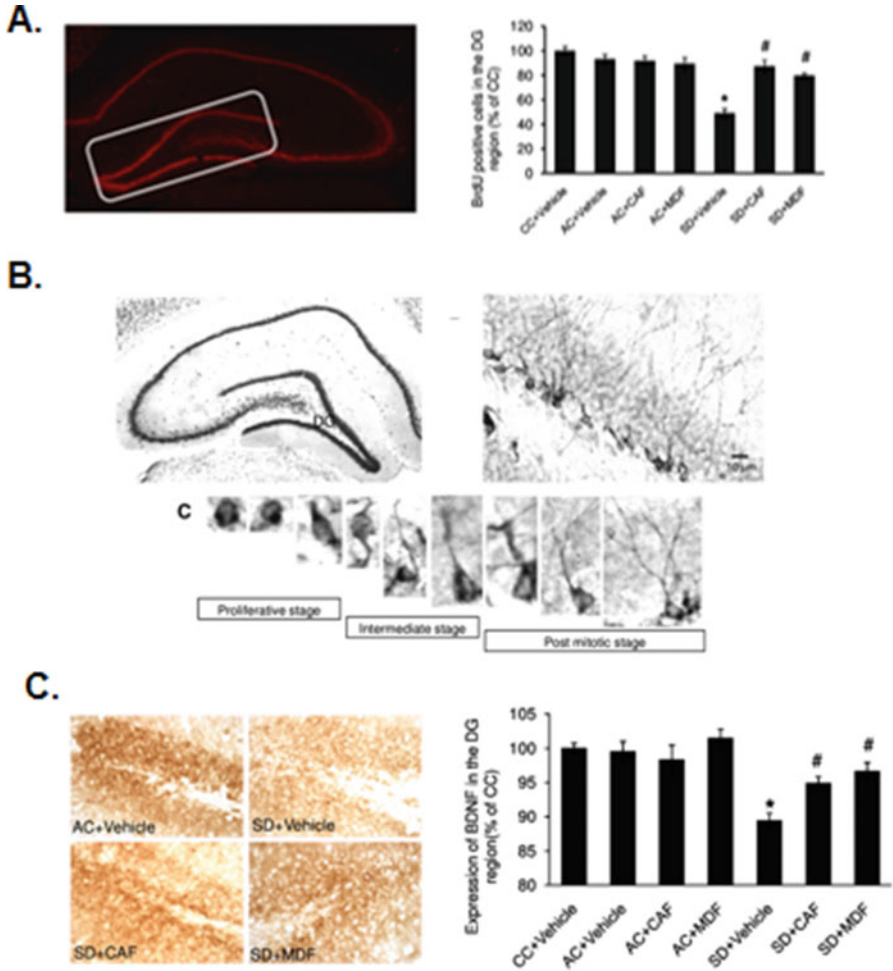 A.
BrdU positive cells in the DG
region (% of CC)
120
100
80
60
40
20
0
*
#
#
CC+Vehicle
AC+Vehicle
AC+CAF
AC+MDF
SD+Vehicle
SD+CAF
SD+MDF
B.
DG
C
Proliferative stage
Intermediate stage
Post mitotic stage
C.
AC+Vehicle
SD+Vehicle
SD+CAF
SD+MDF
Expression of BDNF in the DG
region(% of CC)
105
100
95
90
85
80
*
#
#
CC+Vehicle
AC+Vehicle
AC+CAF
AC+MDF
SD+Vehicle
SD+CAF
SD+MDF